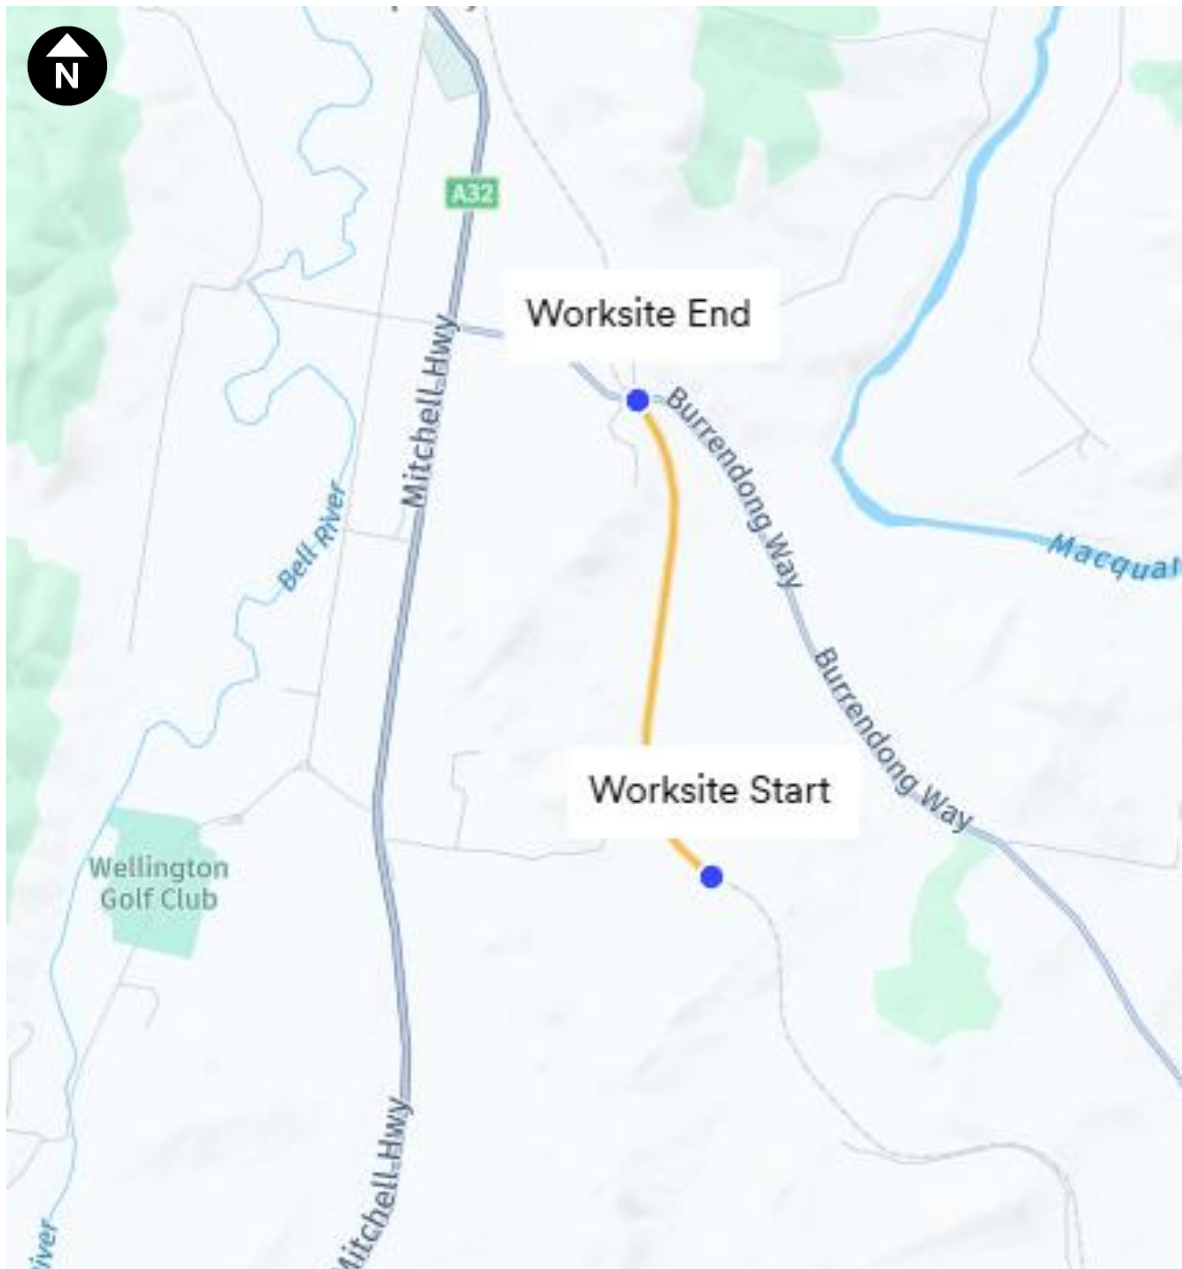 N
A32
Worksite End
Mitchell Hwy
Burrendong Way
Bell River
Macquar
Burrendong Way
Worksite Start
Wellington
Golf Club
Mitchell Hwy
iver